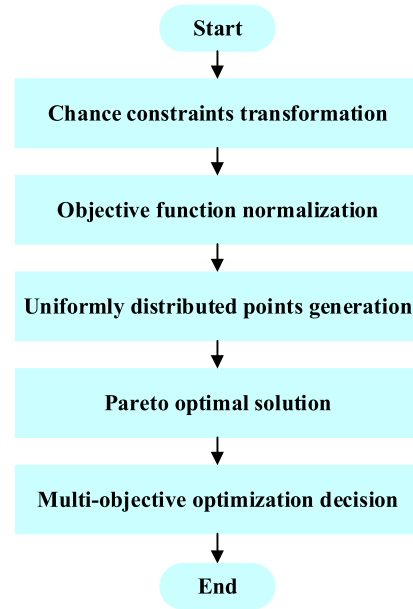 Start
Chance constraints transformation
Objective function normalization
Uniformly distributed points generation
Pareto optimal solution
Multi-objective optimization decision
End